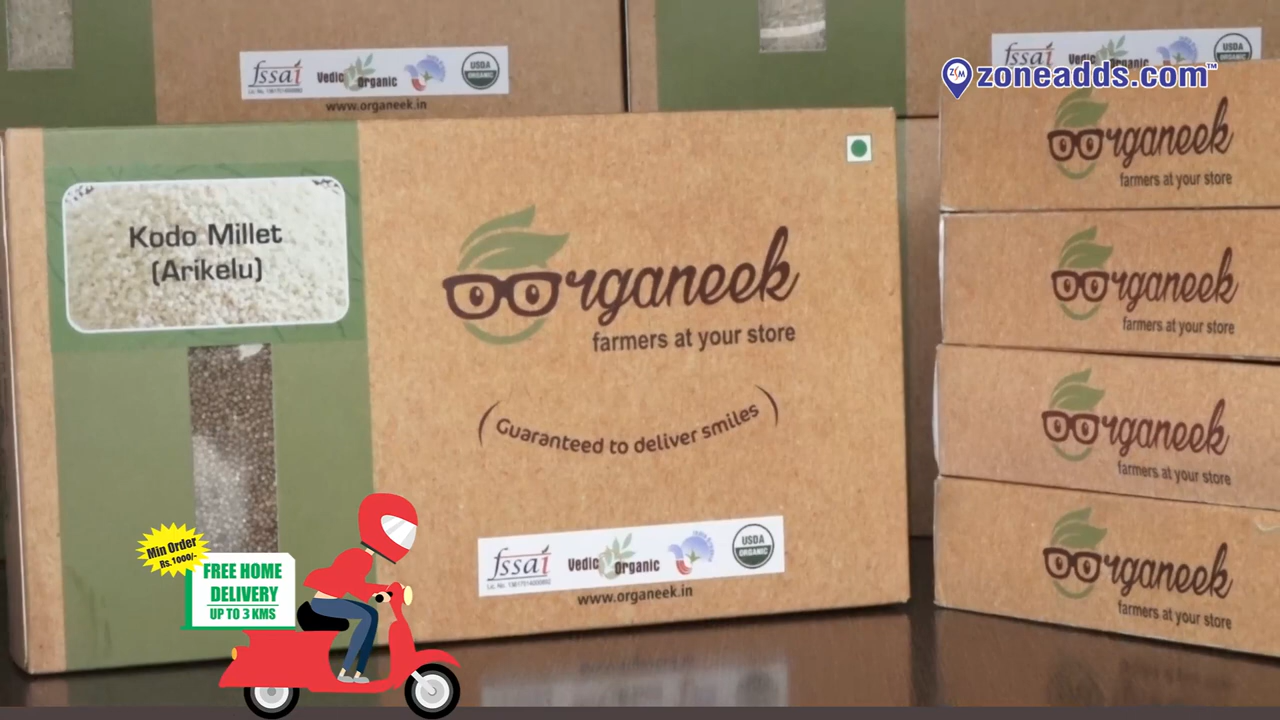 fssai
Vedic Organic
USDA
ORGANIC
www.organeek.in
fssai
Vedic Organic
USDA
ORGANIC
zoneadds.com™
ZSM
Kodo Millet
(Arikelu)
organeek
farmers at your store
(Guaranteed to deliver smiles)
fssai
Vedic Organic
USDA
ORGANIC
www.organeek.in
organeek
farmers at your store
organeek
farmers at your store
organeek
farmers at your store
organeek
farmers at your store
Min Order
Rs.1000/-
FREE HOME
DELIVERY
UP TO 3 KMS